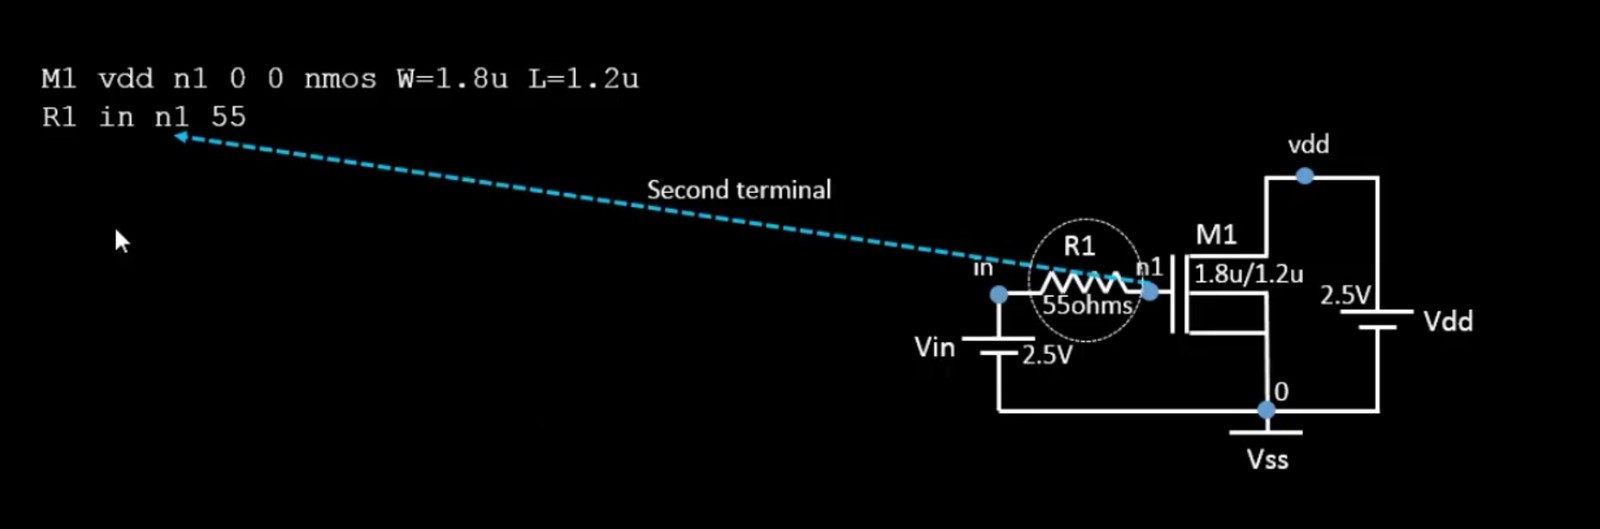 M1 vdd n1 0 0 nmos W=1.8u L=1.2u
R1 in n1 55
Second terminal
vdd
M1
R1
in
n1
1.8u/1.2u
55ohms
2.5V
Vdd
Vin
2.5V
0
Vss